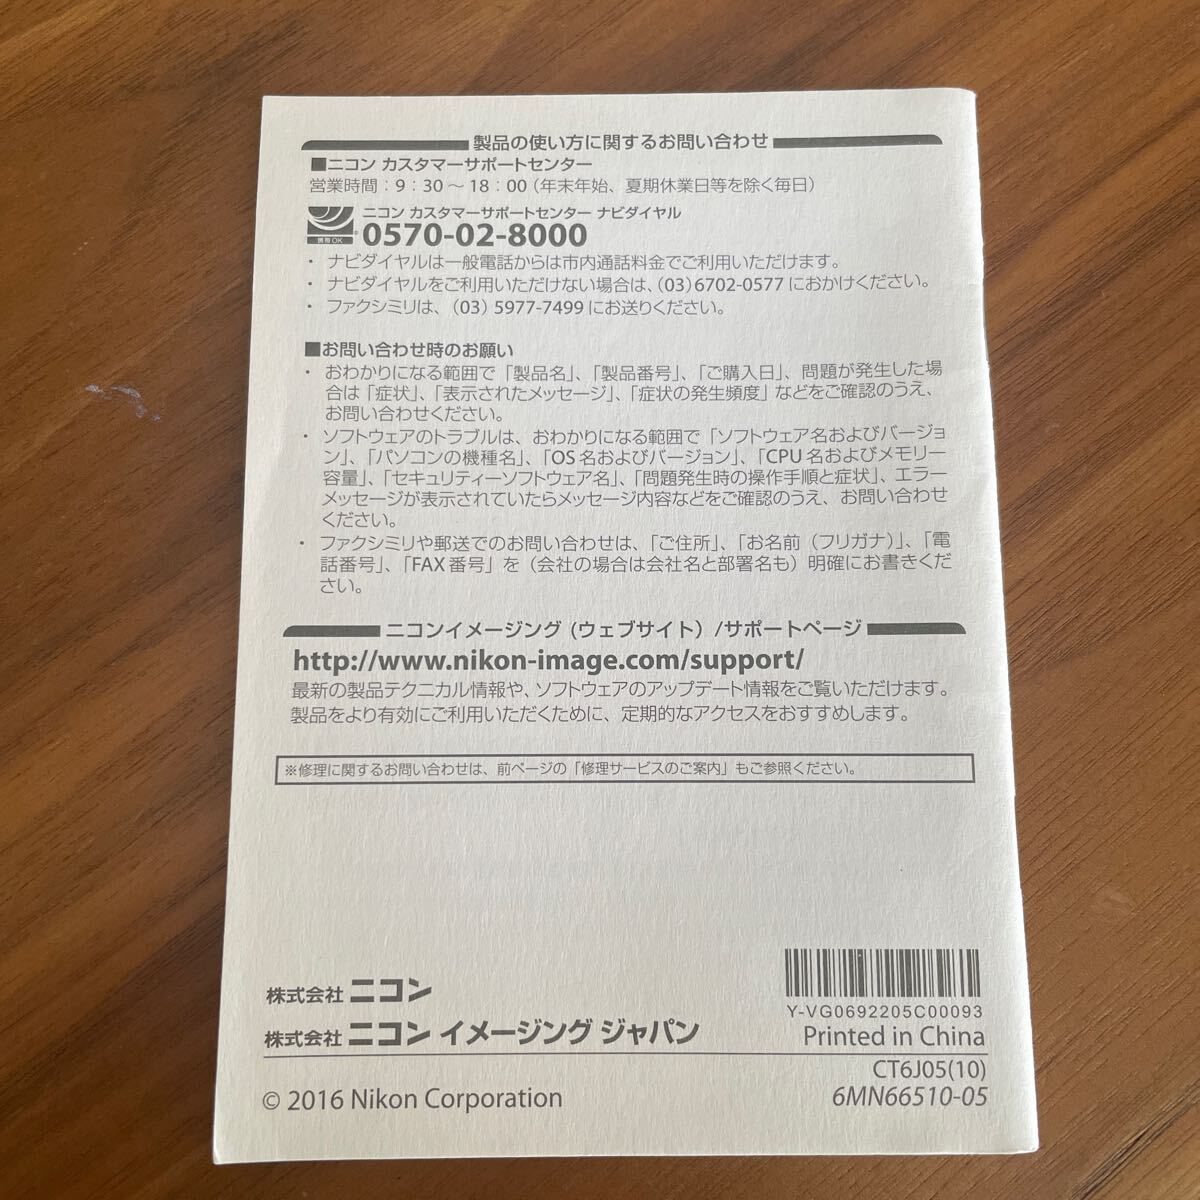 製品の使い方に関するお問い合わせ
■ニコン カスタマーサポートセンター
営業時間：9：30～18：00（年末年始、夏期休業日等を除く毎日）
ニコン カスタマーサポートセンター ナビダイヤル
携帯OK
0570-02-8000
・ ナビダイヤルは一般電話からは市内通話料金でご利用いただけます。
・ ナビダイヤルをご利用いただけない場合は、(03)6702-0577 におかけください。
・ ファクシミリは、(03) 5977-7499 にお送りください。
■お問い合わせ時のお願い
・ おわかりになる範囲で「製品名」、「製品番号」、「ご購入日」、問題が発生した場
合は「症状」、「表示されたメッセージ」、「症状の発生頻度」などをご確認のうえ、
お問い合わせください。
・ ソフトウェアのトラブルは、おわかりになる範囲で「ソフトウェア名およびバージョ
ン」、「パソコンの機種名」、「OS 名およびバージョン」、「CPU 名およびメモリー
容量」、「セキュリティーソフトウェア名」、「問題発生時の操作手順と症状」、エラー
メッセージが表示されていたらメッセージ内容などをご確認のうえ、お問い合わせ
ください。
・ ファクシミリや郵送でのお問い合わせは、「ご住所」、「お名前（フリガナ）」、「電
話番号」、「FAX 番号」を（会社の場合は会社名と部署名も）明確にお書きくだ
さい。
ニコンイメージング（ウェブサイト）/サポートページ
http://www.nikon-image.com/support/
最新の製品テクニカル情報や、ソフトウェアのアップデート情報をご覧いただけます。
製品をより有効にご利用いただくために、定期的なアクセスをおすすめします。
※修理に関するお問い合わせは、前ページの「修理サービスのご案内」もご参照ください。
株式会社 ニコン
株式会社 ニコン イメージング ジャパン
Y-VG0692205C00093
Printed in China
CT6J05(10)
© 2016 Nikon Corporation
6MN66510-05